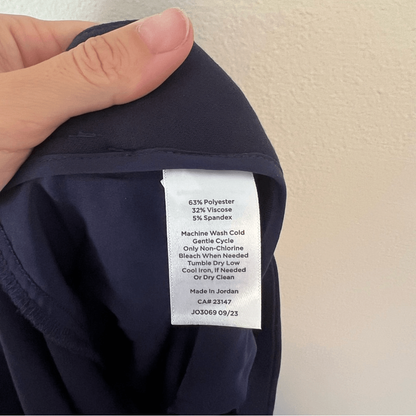 63% Polyester
32% Viscose
5% Spandex
Machine Wash Cold
Gentle Cycle
Only Non-Chlorine
Bleach When Needed
Tumble Dry Low
Cool Iron, if Needed
Or Dry Clean
Made in Jordan
CA# 23147
JO3069 09/23